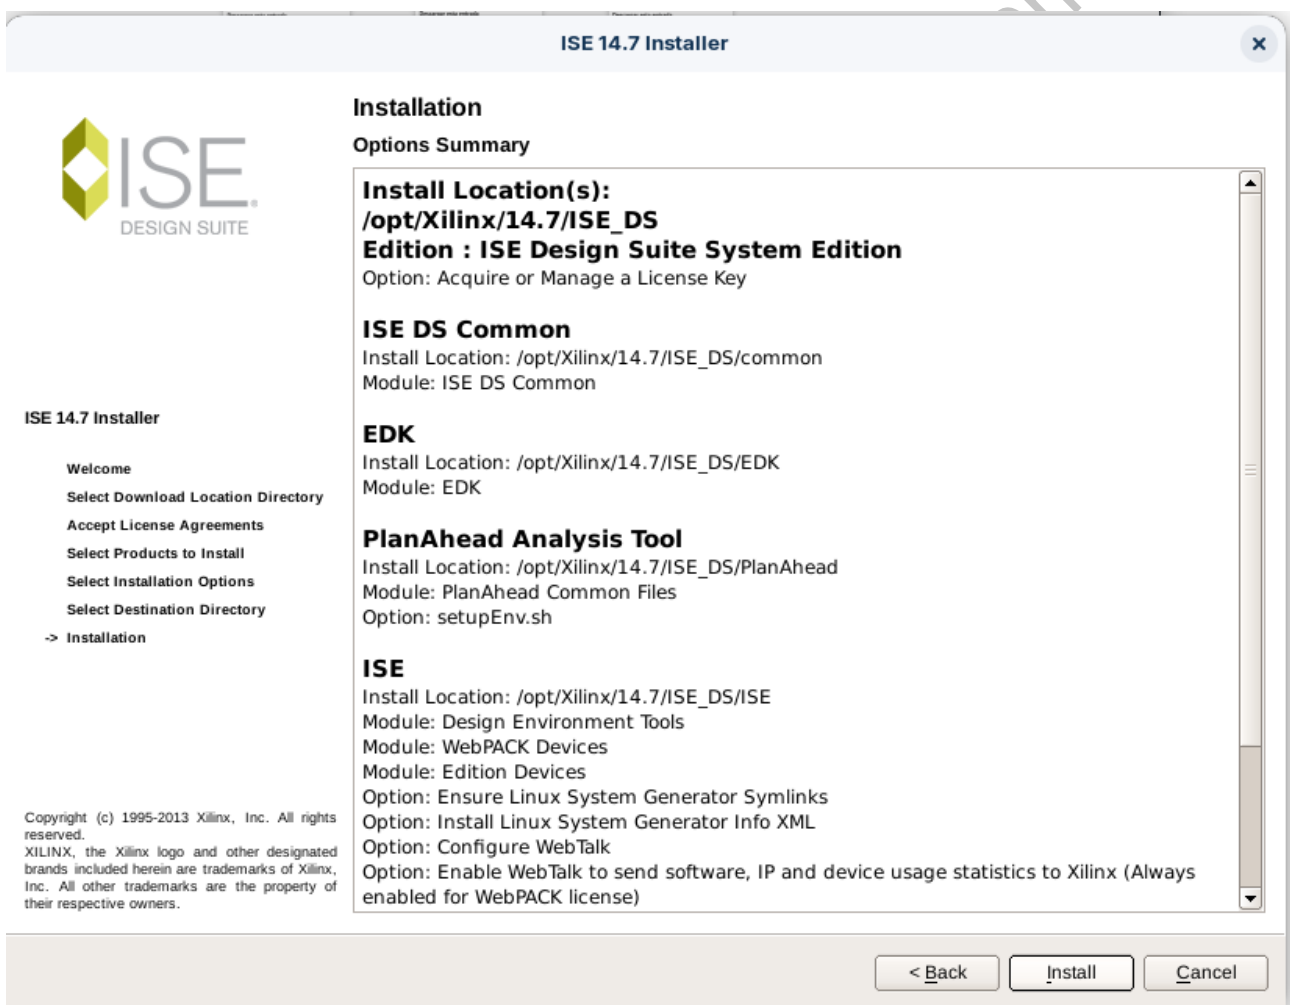 ISE 14.7 Installer
ISE
DESIGN SUITE
ISE 14.7 Installer
Welcome
Select Download Location Directory
Accept License Agreements
Select Products to Install
Select Installation Options
Select Destination Directory
-> Installation
Copyright (c) 1995-2013 Xilinx, Inc. All rights
reserved.
XILINX, the Xilinx logo and other designated
brands included herein are trademarks of Xilinx,
Inc. All other trademarks are the property of
their respective owners.
Installation
Options Summary
Install Location(s):
/opt/Xilinx/14.7/ISE_DS
Edition : ISE Design Suite System Edition
Option: Acquire or Manage a License Key
ISE DS Common
Install Location: /opt/Xilinx/14.7/ISE_DS/common
Module: ISE DS Common
EDK
Install Location: /opt/Xilinx/14.7/ISE_DS/EDK
Module: EDK
PlanAhead Analysis Tool
Install Location: /opt/Xilinx/14.7/ISE_DS/PlanAhead
Module: PlanAhead Common Files
Option: setupEnv.sh
ISE
Install Location: /opt/Xilinx/14.7/ISE_DS/ISE
Module: Design Environment Tools
Module: WebPACK Devices
Module: Edition Devices
Option: Ensure Linux System Generator Symlinks
Option: Install Linux System Generator Info XML
Option: Configure WebTalk
Option: Enable WebTalk to send software, IP and device usage statistics to Xilinx (Always
enabled for WebPACK license)
< Back
Install
Cancel